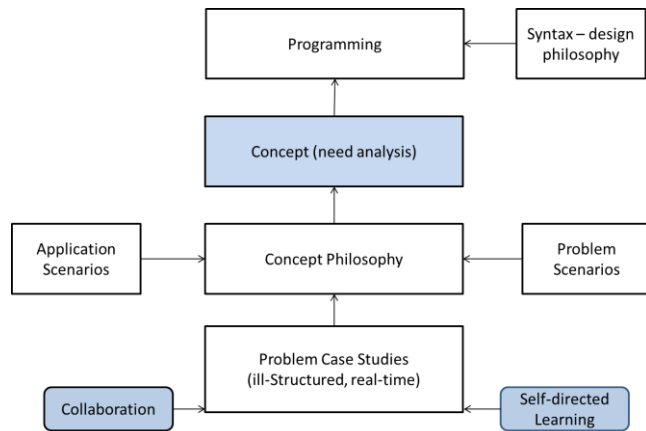 Programming
Syntax – design
philosophy
Concept (need analysis)
Application
Scenarios
Concept Philosophy
Problem
Scenarios
Problem Case Studies
(ill-Structured, real-time)
Collaboration
Self-directed
Learning